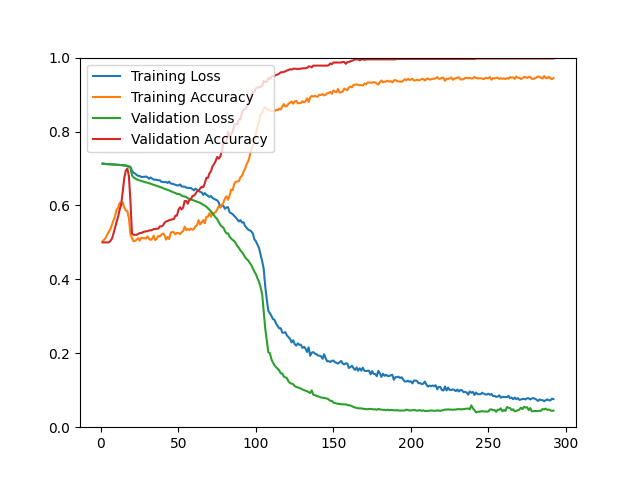 Training Loss
Training Accuracy
Validation Loss
Validation Accuracy
1.0
0.8
0.6
0.4
0.2
0.0
0 50 100 150 200 250 300